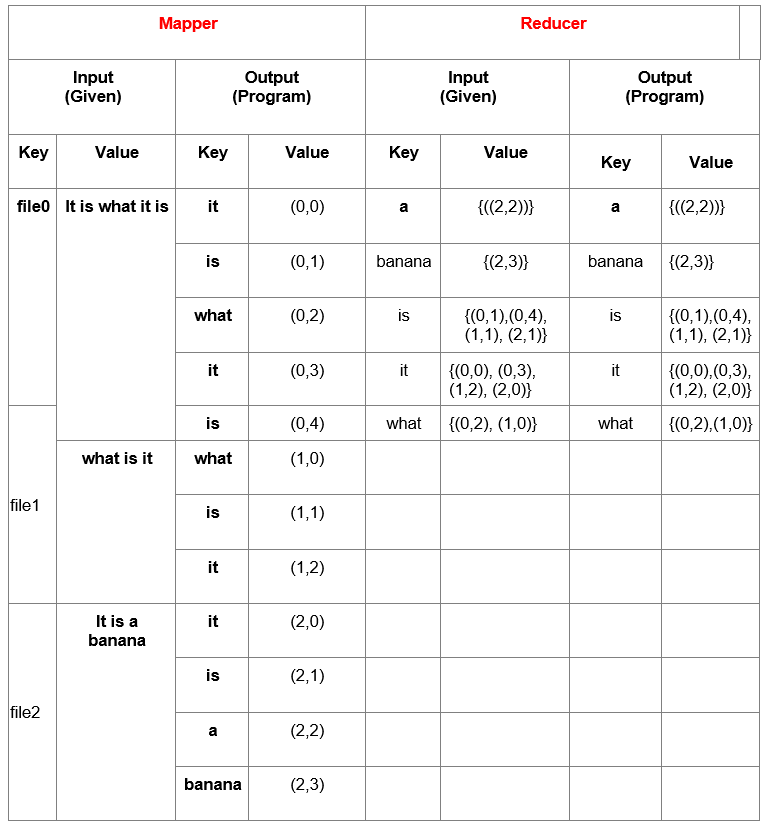 Mapper Reducer
Input Output Input Output
(Given) (Program) (Given) (Program)
Key Value Key Value Key Value Key Value
file0 It is what it is it (0,0) a {((2,2))} a {((2,2))}
is (0,1) banana {(2,3)} banana {(2,3)}
what (0,2) is {(0,1),(0,4), is {(0,1),(0,4),
(1,1), (2,1)} (1,1), (2,1)}
it (0,3) it {(0,0), (0,3), it {(0,0),(0,3),
(1,2), (2,0)} (1,2), (2,0)}
is (0,4) what {(0,2), (1,0)} what {(0,2),(1,0)}
file1 what is it what (1,0)
is (1,1)
it (1,2)
file2 It is a it (2,0)
banana
is (2,1)
a (2,2)
banana (2,3)